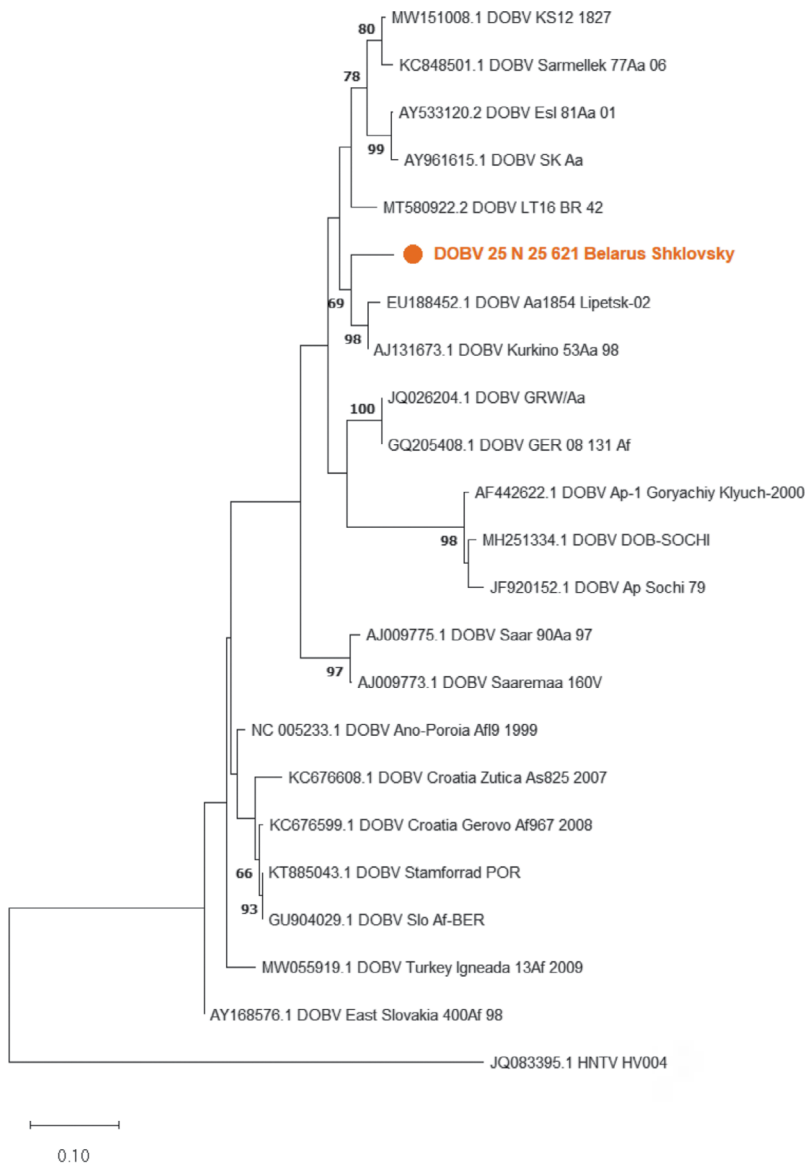 MW151008.1 DOBV KS12 1827
80
KC848501.1 DOBV Sarmellek 77Aa 06
78
AY533120.2 DOBV Esl 81Aa 01
99
AY961615.1 DOBV SK Aa
MT580922.2 DOBV LT16 BR 42
DOBV 25 N 25 621 Belarus Shklovsky
69
EU188452.1 DOBV Aa1854 Lipetsk-02
98
AJ131673.1 DOBV Kurkino 53Aa 98
JQ026204.1 DOBV GRW/Aa
100
GQ205408.1 DOBV GER 08 131 Af
AF442622.1 DOBV Ap-1 Goryachiy Klyuch-2000
98
MH251334.1 DOBV DOB-SOCHI
JF920152.1 DOBV Ap Sochi 79
AJ009775.1 DOBV Saar 90Aa 97
97
AJ009773.1 DOBV Saaremaa 160V
NC 005233.1 DOBV Ano-Poroia Afl9 1999
KC676608.1 DOBV Croatia Zutica As825 2007
KC676599.1 DOBV Croatia Gerovo Af967 2008
66
KT885043.1 DOBV Stamforrad POR
93
GU904029.1 DOBV Slo Af-BER
MW055919.1 DOBV Turkey Igneada 13Af 2009
AY168576.1 DOBV East Slovakia 400Af 98
JQ083395.1 HNTV HV004
0.10